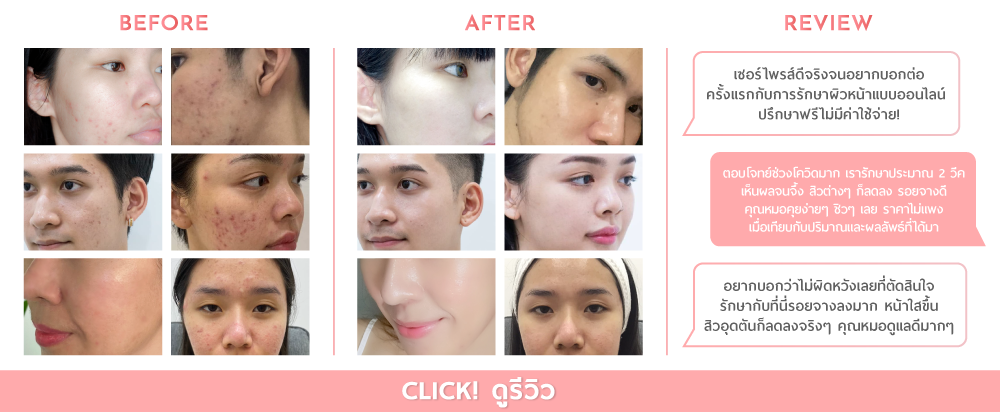 BEFORE
AFTER
REVIEW
เซอร์ไพรส์ดีจริงจนอยากบอกต่อ
ครั้งแรกกับการรักษาผิวหน้าแบบออนไลน์
ปรึกษาฟรีไม่มีค่าใช้จ่าย!
ตอบโจทย์ช่วงโควิดมาก เรารักษาประมาณ 2 วีค
เห็นผลจนจึ้ง สิวต่างๆ ก็ลดลง รอยจางดี
คุณหมอคุยง่ายๆ ชิวๆ เลย ราคาไม่แพง
เมื่อเทียบกับปริมาณและผลลัพธ์ที่ได้มา
อยากบอกว่าไม่ผิดหวังเลยที่ตัดสินใจ
รักษากับที่นี่รอยจางลงมาก หน้าใสขึ้น
สิวอุดตันก็ลดลงจริงๆ คุณหมอดูแลดีมากๆ
CLICK! ดูรีวิว